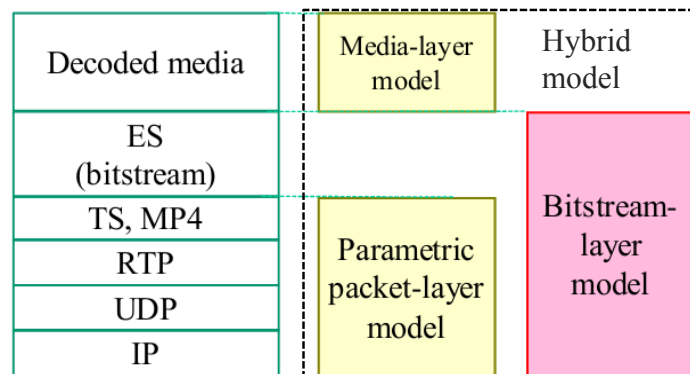 Decoded media
ES
(bitstream)
TS, MP4
RTP
UDP
IP
Media-layer
model
Parametric
packet-layer
model
Hybrid
model
Bitstream-
layer
model